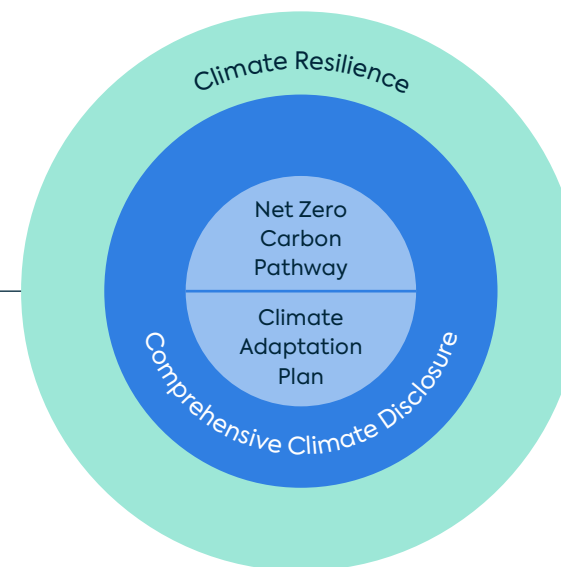 Climate Resilience
Net Zero
Carbon
Pathway
Climate
Adaptation
Plan
Comprehensive Climate Disclosure